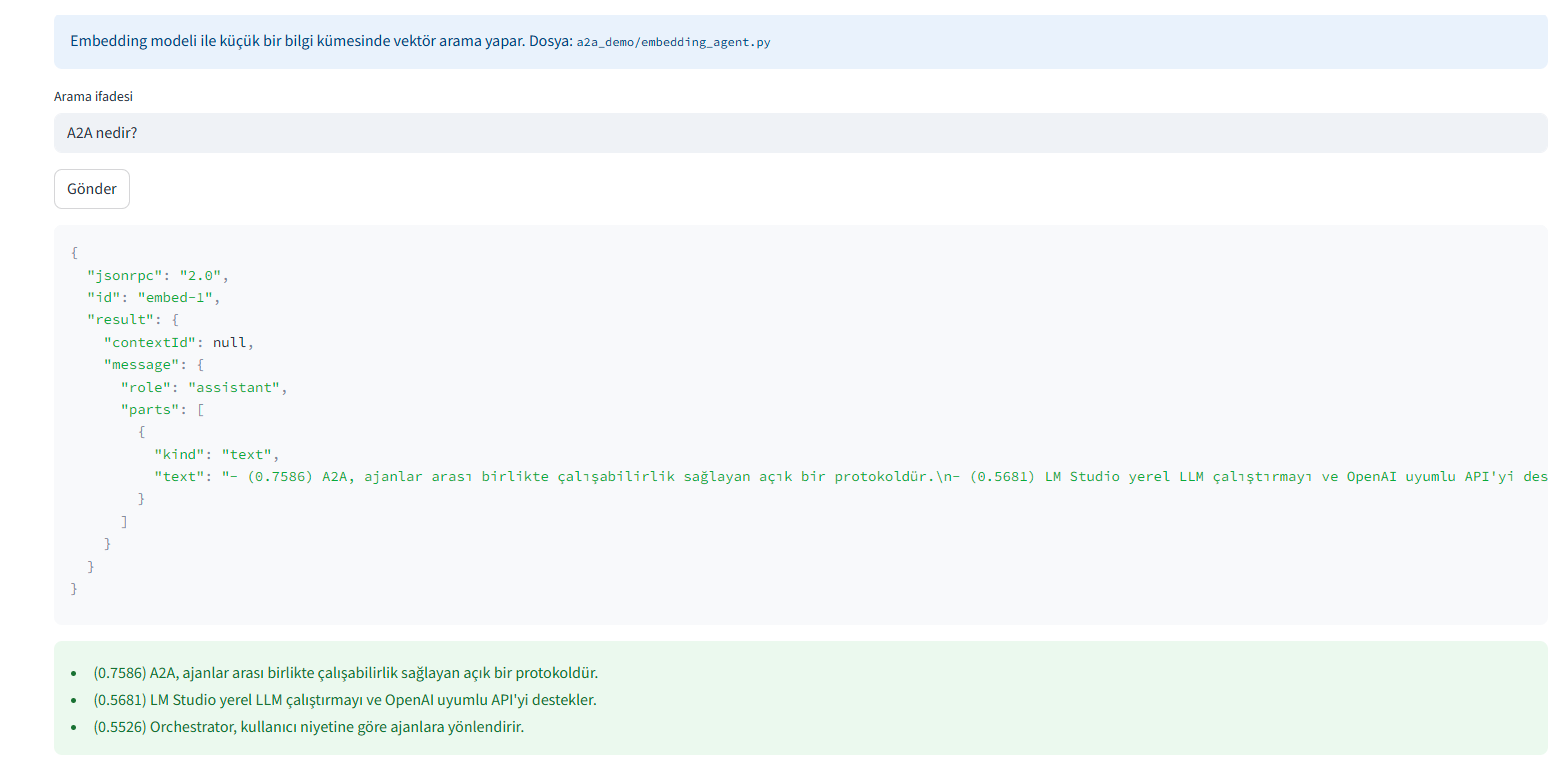 Embedding modeli ile küçük bir bilgi kümesinde vektör arama yapar. Dosya: a2a_demo/embedding_agent.py
Arama ifadesi
A2A nedir?
Gönder
{
  "jsonrpc": "2.0",
  "id": "embed-1",
  "result": {
    "contextId": null,
    "message": {
      "role": "assistant",
      "parts": [
        {
          "kind": "text",
          "text": "- (0.7586) A2A, ajanlar arası birlikte çalışabilirlik sağlayan açık bir protokoldür.\n- (0.5681) LM Studio yerel LLM çalıştırmayı ve OpenAI uyumlu API'yi des
        }
      ]
    }
  }
}
• (0.7586) A2A, ajanlar arası birlikte çalışabilirlik sağlayan açık bir protokoldür.
• (0.5681) LM Studio yerel LLM çalıştırmayı ve OpenAI uyumlu API'yi destekler.
• (0.5526) Orchestrator, kullanıcı niyetine göre ajanlara yönlendirir.